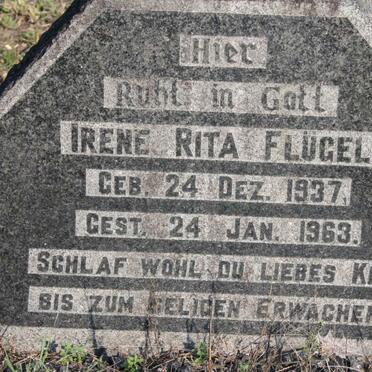 Hier
Ruht in Gott
IRENE RITA FLÜGEL
GEB. 24 DEZ. 1937,
GEST. 24 JAN. 1963.
SCHLAF WOHL DU LIEBES
BIS ZUM SELIGEN ERWACHEN